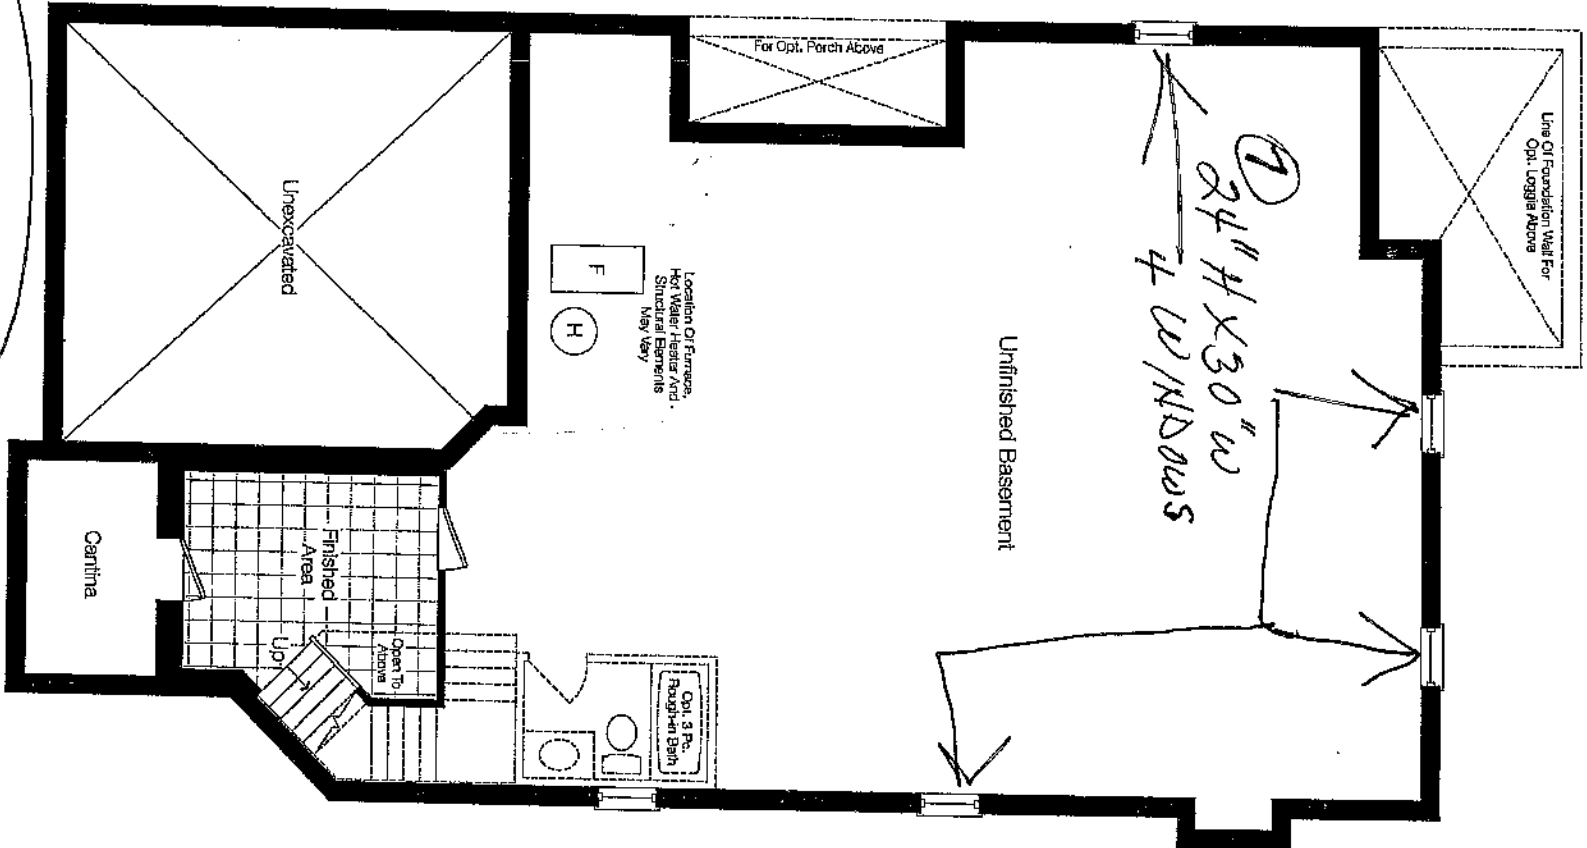 For Opt. Porch Above
Line Of Foundation Wall For
Opt. Loggia Above
7
24" H X 30" W
4 WINDOWS
Unexcavated
F
H
Location Of Furnace,
Hot Water Heater And
Structural Elements
May Vary
Unfinished Basement
Cantina
Finished
Area
Up
Open To
Above
Opt. 3 Pc.
Rough-in Bath